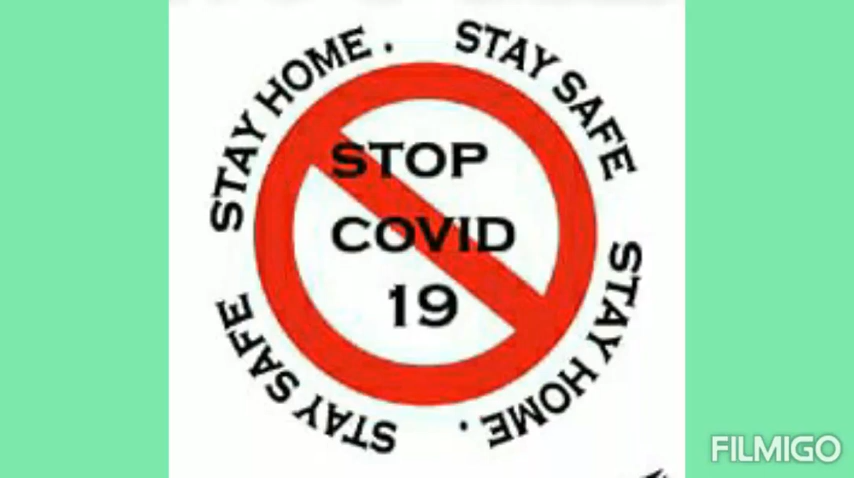 STAY HOME . STAY SAFE
STAY HOME . STAY SAFE
STOP
COVID
19
FILMIGO